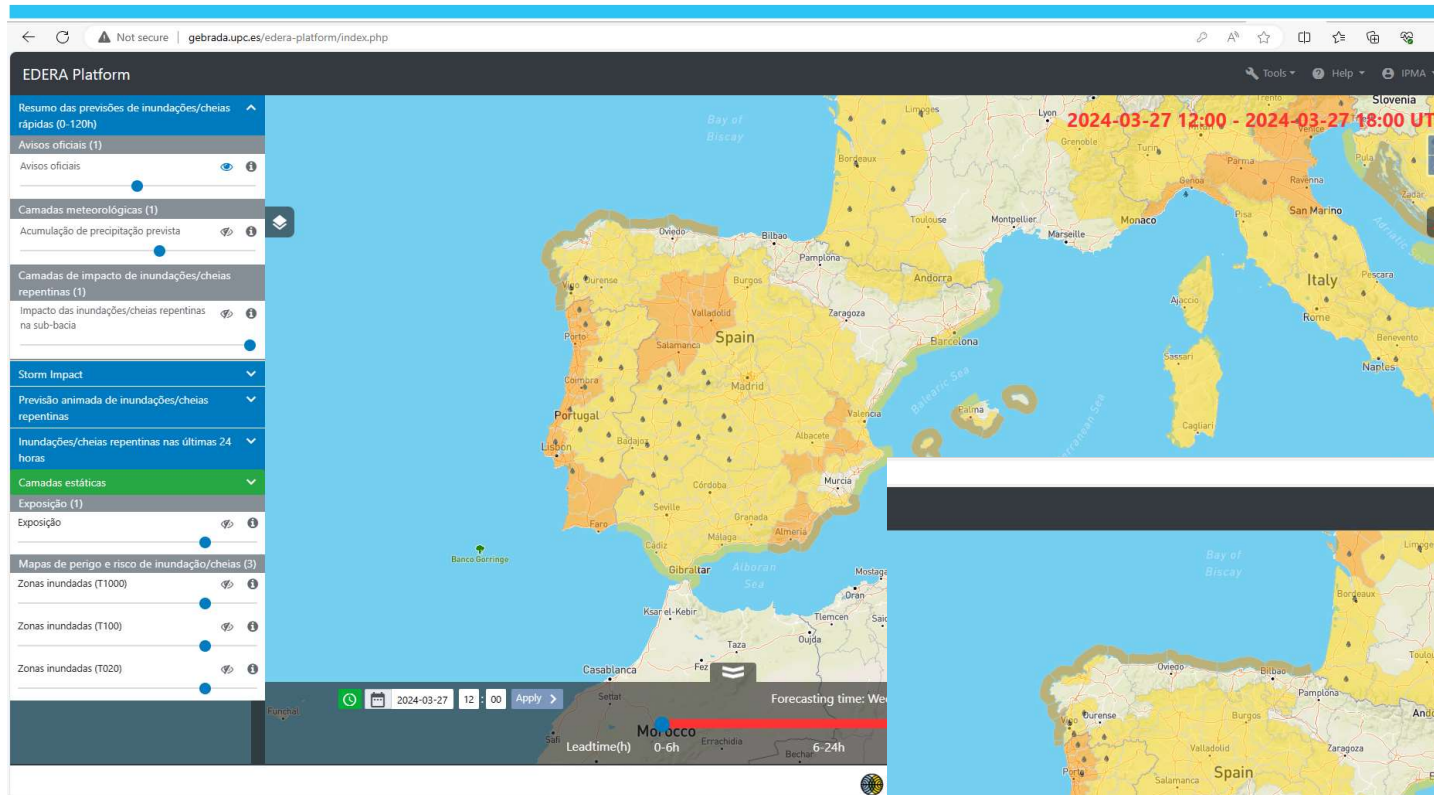 Not secure | gebrada.upc.es/edera-platform/index.php
EDERA Platform
Tools
Help
IPMA
Resumo das previsões de inundações/cheias
rápidas (0-120h)
Avisos oficiais (1)
Avisos oficiais
Camadas meteorológicas (1)
Acumulação de precipitação prevista
Camadas de impacto de inundações/cheias
repentinas (1)
Impacto das inundações/cheias repentinas
na sub-bacia
Storm Impact
Previsão animada de inundações/cheias
repentinas
Inundações/cheias repentinas nas últimas 24
horas
Camadas estáticas
Exposição (1)
Exposição
Mapas de perigo e risco de inundação/cheias (3)
Zonas inundadas (T1000)
Zonas inundadas (T100)
Zonas inundadas (T020)
2024-03-27 12:00 - 2024-03-27 18:00 UT
Slovenia
Trento
Limoges
Lyon
Bay of
Biscay
Grenoble
Turin
Venice
Pula
Bordeaux
Parma
Genoa
Ravenna
Zadar
Toulouse
Montpellier
Monaco
Pisa
San Marino
Marseille
Adriatic
Oviedo
Bilbao
Pamplona
Vigo
Ourense
Burgos
Andorra
Italy
Pescara
Ajaccio
Rome
Valladolid
Zaragoza
Porto
Spain
Barcelona
Benevento
Salamanca
Sassari
Naples
Coimbra
Madrid
Balearic Sea
Palma
Portugal
Valencia
Mediterranean Sea
Cagliari
Lisbon
Badajoz
Albacete
Córdoba
Murcia
Seville
Granada
Faro
Almería
Málaga
Cadiz
Banco Gorringe
Gibraltar
Alboran
Sea
Mostaga
Oran
Ksar el-Kebir
Tlemcen
Said
Taza
Oujda
Casablanca
Fez
Settat
Funchal
Safi
Morocco
Errachidia
Bechar
2024-03-27
12 : 00
Apply
Forecasting time: We
Leadtime(h)
0-6h
6-24h
Bay of
Biscay
Limoge
Bordeaux
Toulou
Oviedo
Bilbao
Pamplona
Vigo
Ourense
Burgos
Ando
Valladolid
Zaragoza
Porto
Salamanca
Spain